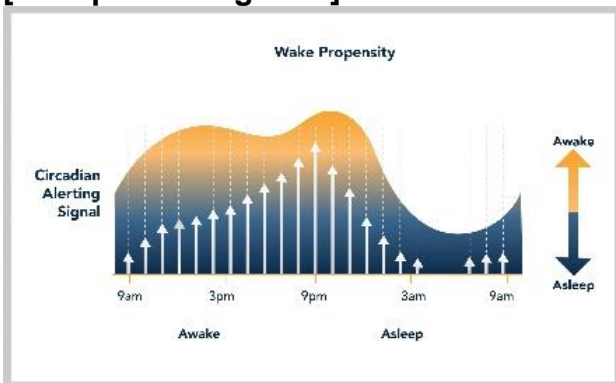 Wake Propensity
Circadian
Alerting
Signal
Awake
Asleep
9am 3pm 9pm 3am 9am
Awake Asleep